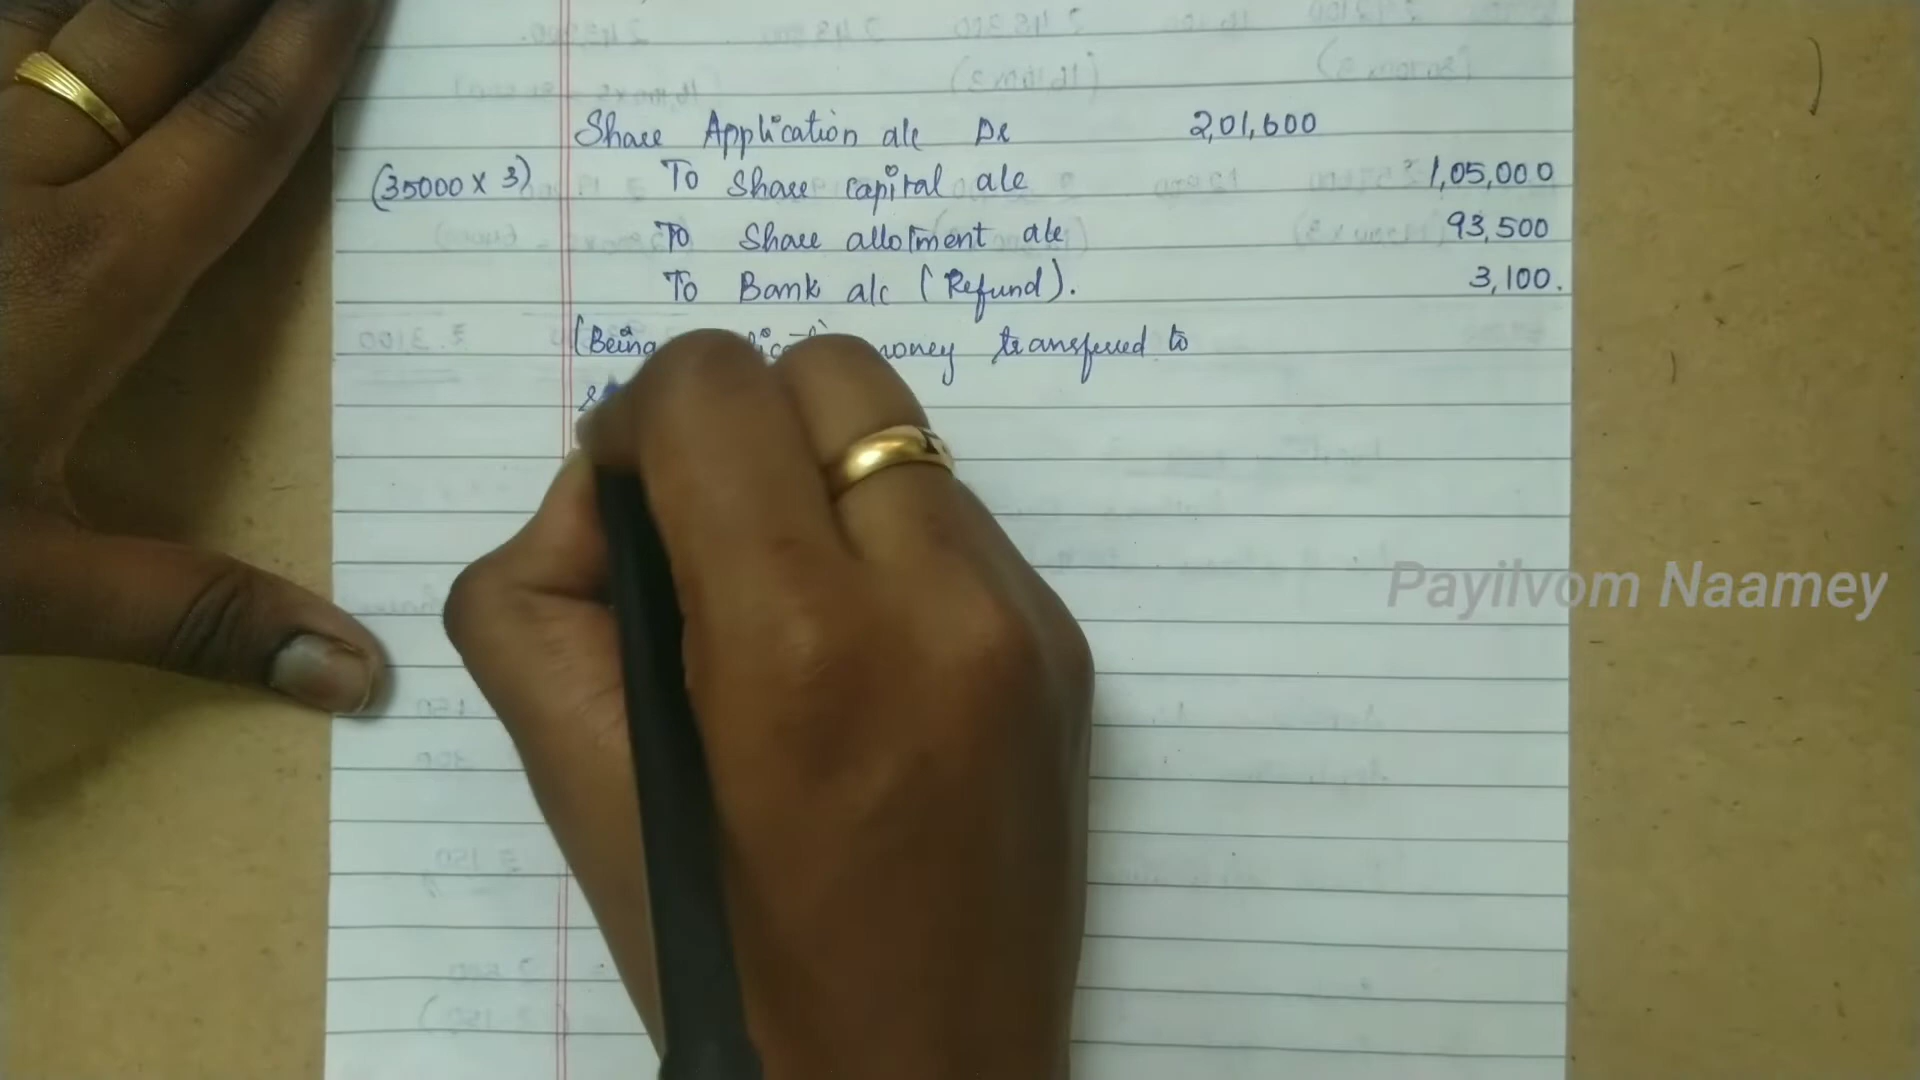 Share Application a/c Dr 2,01,600
(35000 x 3) To Share capital a/c 1,05,000
To Share allotment a/c 93,500
To Bank a/c (Refund). 3,100.
(Being money transferred to
Payilvom Naamey